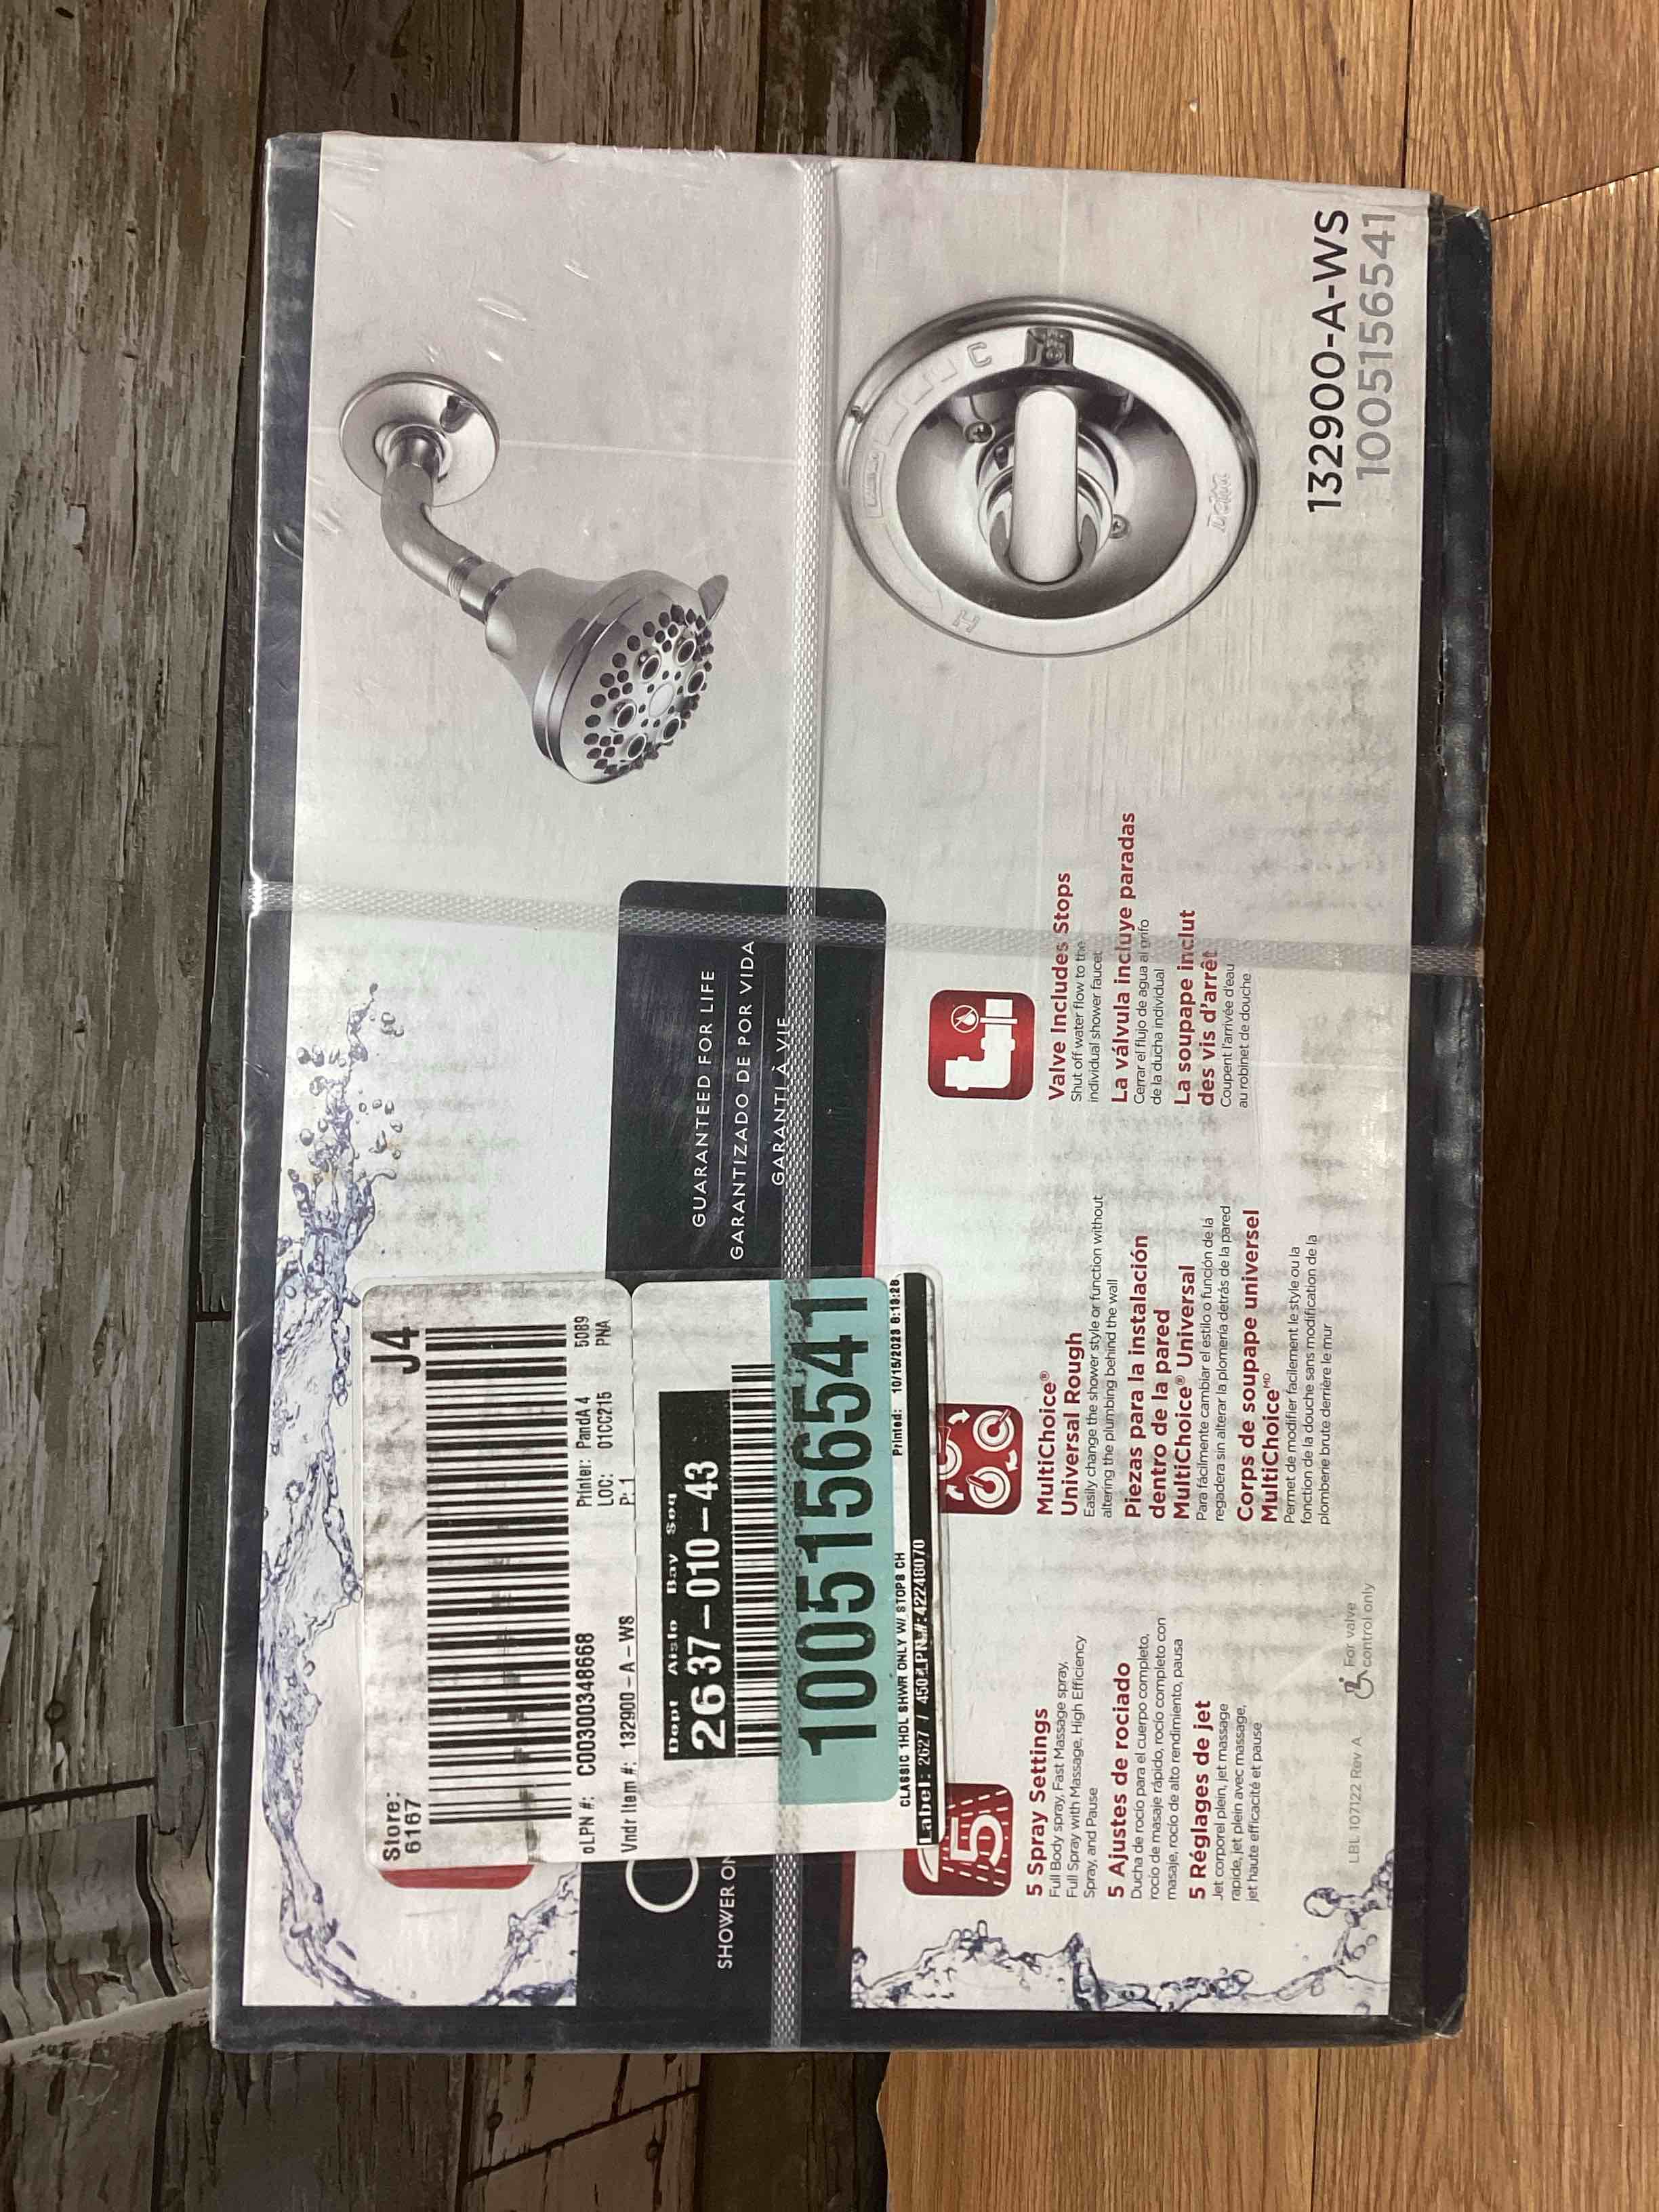 Store:
6167
J4
oLPN #: C00300348668
Printer: PandA 4
5089
LOC: 01CC215
PNA
Vndr Item #: 132900-A-WS
P: 1
Dept Aisle Bay Seq
2637-010-43
1005156541
CLASSIC 1HDL SHWR ONLY W/ STOPS CH
Printed: 10/15/2023
Label: 2627 /
42248070
GUARANTEED FOR LIFE
GARANTIZADO DE POR VIDA
GARANTI À VIE
SHOWER
H
C
Delta
132900-A-WS
1005156541
5
5 Spray Settings
Full Body spray, Fast Massage spray,
Full Spray with Massage, High Efficiency
Spray, and Pause
5 Ajustes de rociado
Ducha de rocío para el cuerpo completo,
rocío de masaje rápido, rocío completo con
masaje, rocío de alto rendimiento, pausa
5 Réglages de jet
Jet corporel plein, jet massage
rapide, jet plein avec massage,
jet haute efficacité et pause
MultiChoice®
Universal Rough
Easily change the shower style or function without
altering the plumbing behind the wall
Piezas para la instalación
dentro de la pared
MultiChoice® Universal
Para fácilmente cambiar el estilo o función de la
regadera sin alterar la plomería detrás de la pared
Corps de soupape universel
MultiChoice MD
Permet de modifier facilement le style ou la
fonction de la douche sans modification de la
plomberie brute derrière le mur
Valve Includes Stops
Shut off water flow to the
individual shower faucet
La válvula incluye paradas
Cerrar el flujo de agua al grifo
de la ducha individual
La soupape inclut
des vis d'arrêt
Coupent l'arrivée d'eau
au robinet de douche
LBL 107122 Rev A
For valve
control only